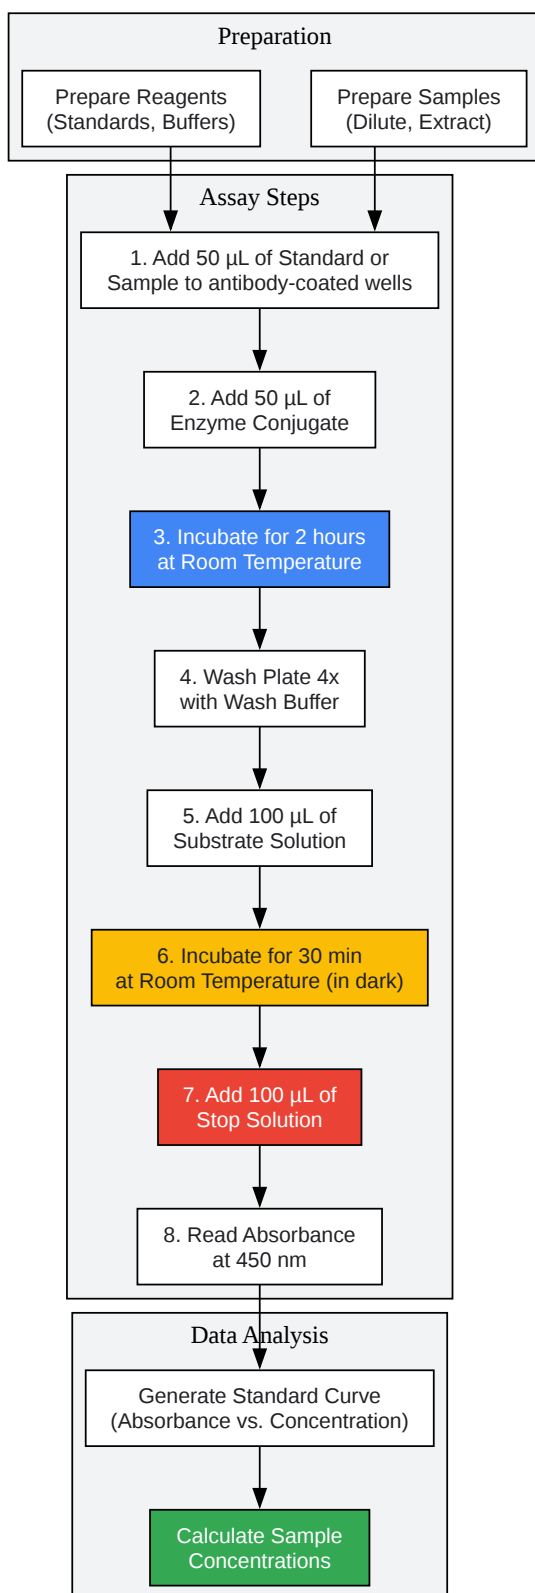 Preparation
Prepare Reagents
(Standards, Buffers)
Prepare Samples
(Dilute, Extract)
Assay Steps
1. Add 50 µL of Standard or
Sample to antibody-coated wells
2. Add 50 µL of
Enzyme Conjugate
3. Incubate for 2 hours
at Room Temperature
4. Wash Plate 4x
with Wash Buffer
5. Add 100 µL of
Substrate Solution
6. Incubate for 30 min
at Room Temperature (in dark)
7. Add 100 µL of
Stop Solution
8. Read Absorbance
at 450 nm
Data Analysis
Generate Standard Curve
(Absorbance vs. Concentration)
Calculate Sample
Concentrations